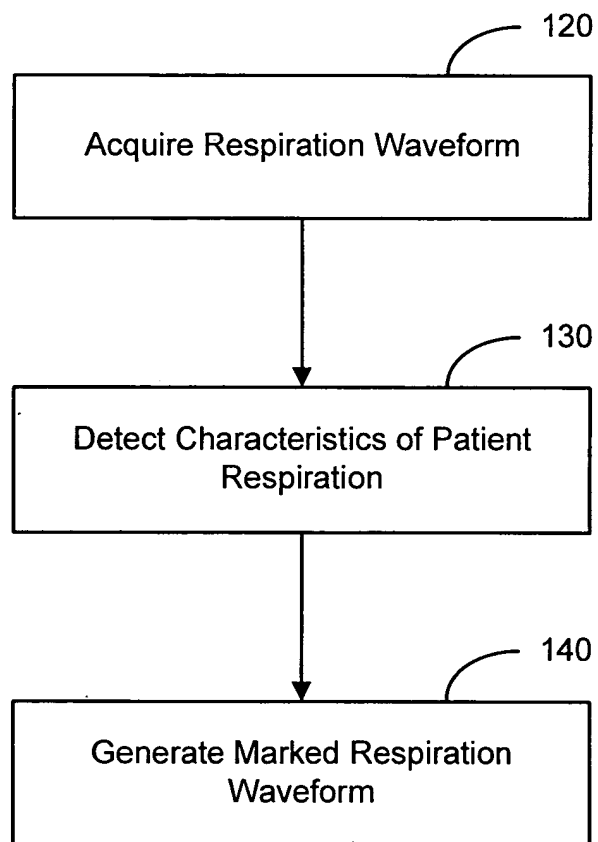 120
Acquire Respiration Waveform
130
Detect Characteristics of Patient
Respiration
140
Generate Marked Respiration
Waveform